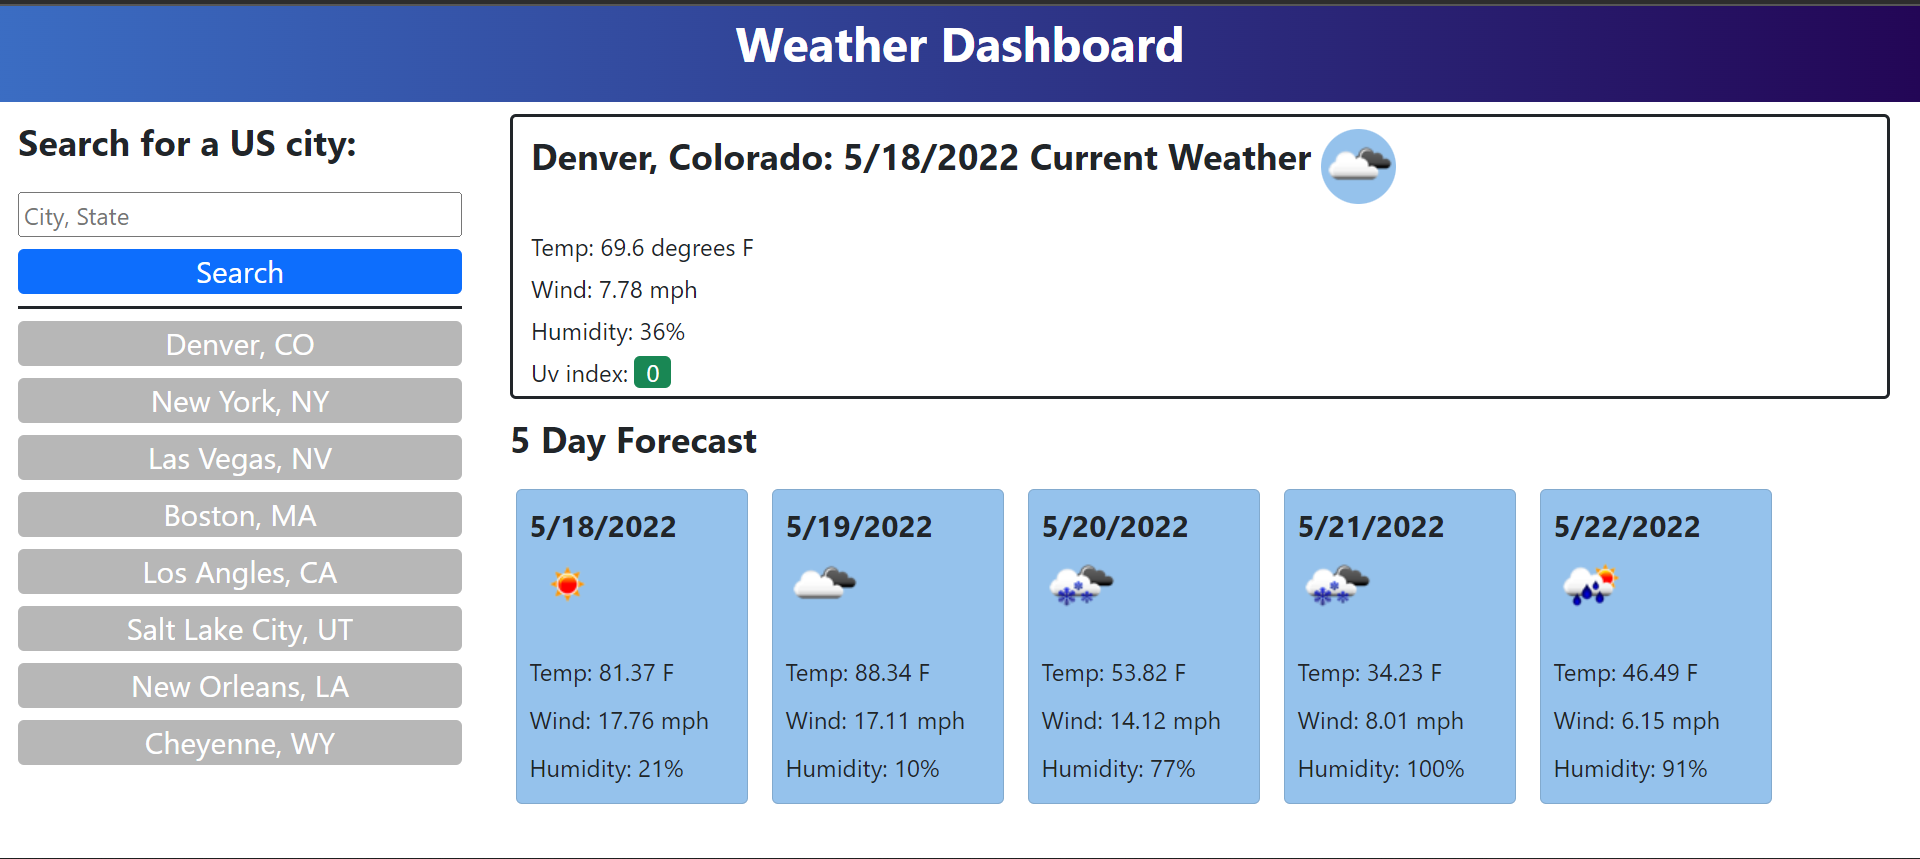 Weather Dashboard
Search for a US city:
City, State
Search
Denver, CO
New York, NY
Las Vegas, NV
Boston, MA
Los Angles, CA
Salt Lake City, UT
New Orleans, LA
Cheyenne, WY
Denver, Colorado: 5/18/2022 Current Weather
Temp: 69.6 degrees F
Wind: 7.78 mph
Humidity: 36%
Uv index: 0
5 Day Forecast
5/18/2022
Temp: 81.37 F
Wind: 17.76 mph
Humidity: 21%
5/19/2022
Temp: 88.34 F
Wind: 17.11 mph
Humidity: 10%
5/20/2022
Temp: 53.82 F
Wind: 14.12 mph
Humidity: 77%
5/21/2022
Temp: 34.23 F
Wind: 8.01 mph
Humidity: 100%
5/22/2022
Temp: 46.49 F
Wind: 6.15 mph
Humidity: 91%